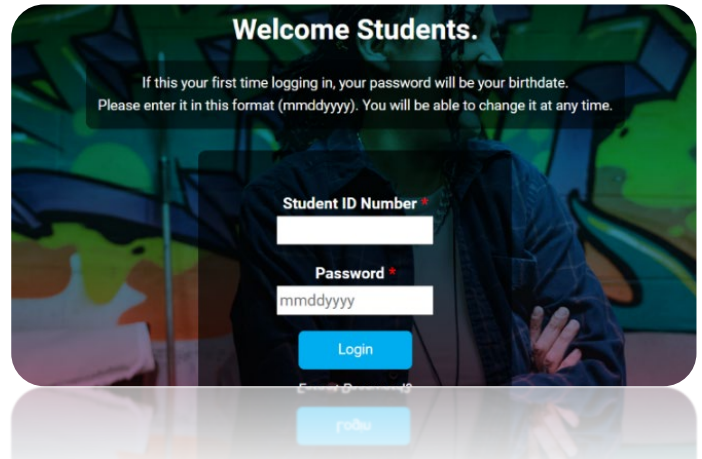 Welcome Students.
If this your first time logging in, your password will be your birthdate.
Please enter it in this format (mmddyyyy). You will be able to change it at any time.
Student ID Number *
Password *
mmddyyyy
Login